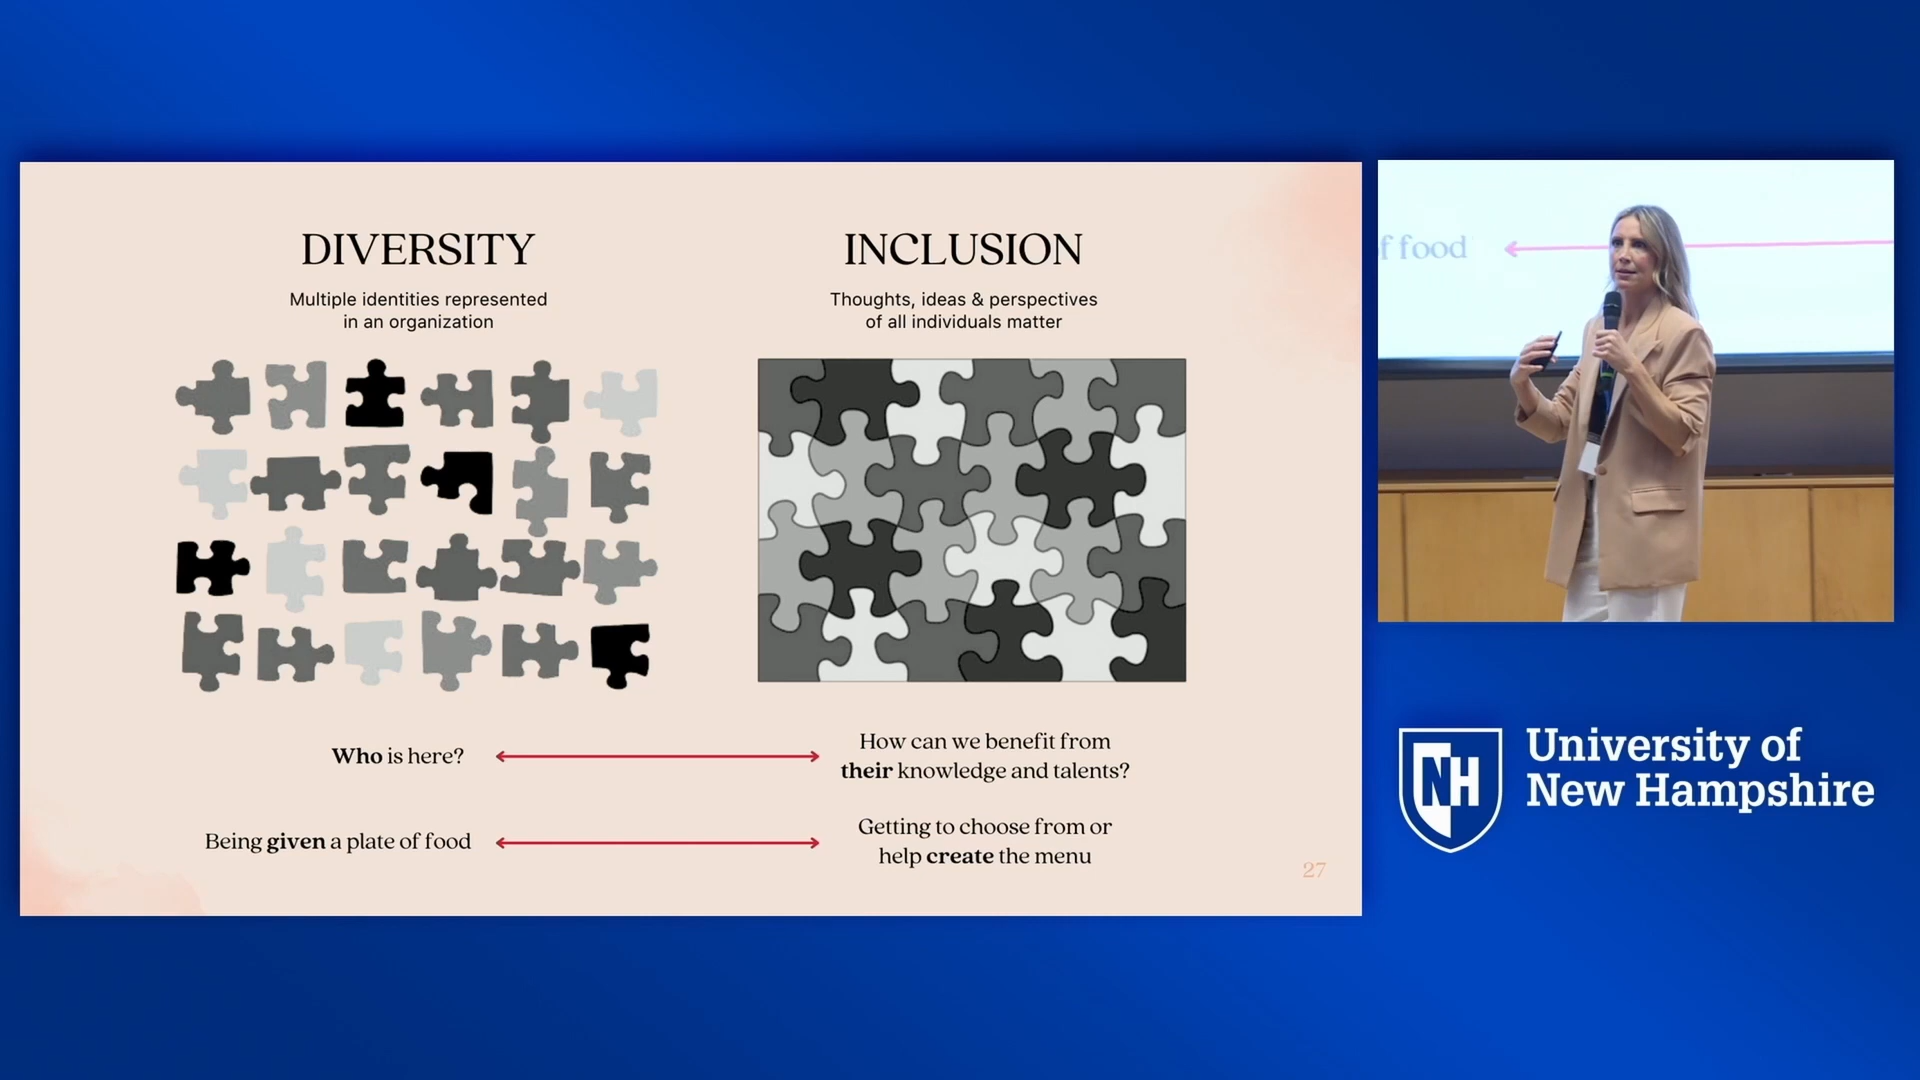 DIVERSITY
Multiple identities represented
in an organization
INCLUSION
Thoughts, ideas & perspectives
of all individuals matter
Who is here?
How can we benefit from
their knowledge and talents?
Being given a plate of food
Getting to choose from or
help create the menu
27
f food
NH
University of
New Hampshire